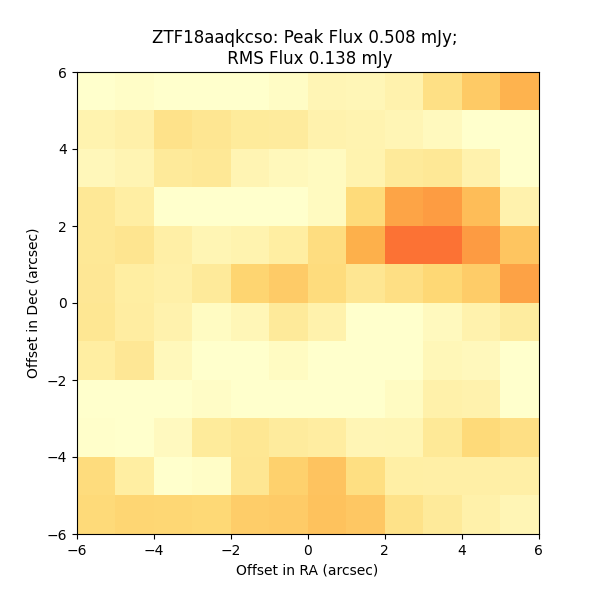 ZTF18aaqkcso: Peak Flux 0.508 mJy;
RMS Flux 0.138 mJy
6
4
2
0
−2
−4
−6
Offset in Dec (arcsec)
−6 −4 −2 0 2 4 6
Offset in RA (arcsec)